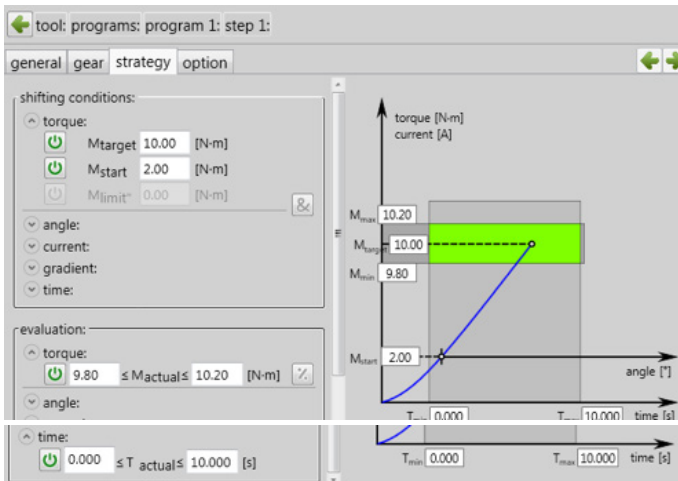 tool: programs: program 1: step 1:
general gear strategy option
shifting conditions:
torque:
Mtarget 10.00 [N·m]
Mstart 2.00 [N·m]
Mlimit- 0.00 [N·m]
&
angle:
current:
gradient:
time:
evaluation:
torque:
9.80 ≤ Mactual ≤ 10.20 [N·m] ٪
angle:
time:
0.000 ≤ T actual ≤ 10.000 [s]
torque [N·m]
current [A]
Mmax 10.20
Mtarget 10.00
Mmin 9.80
Mstart 2.00
angle [°]
Tmin 0.000 Tmax 10.000 time [s]
Tmin 0.000 Tmax 10.000 time [s]